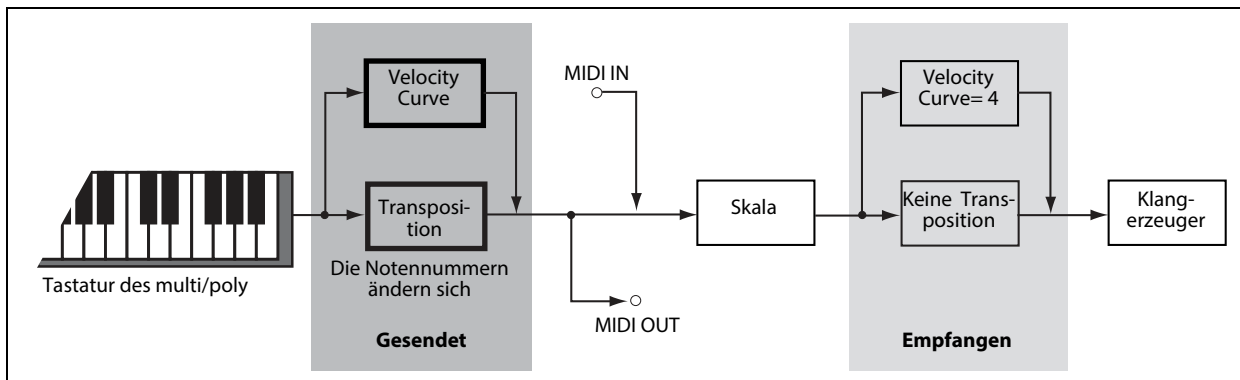 Tastatur des multi/poly
Velocity
Curve
Transposi-
tion
Die Notennummern
ändern sich
Gesendet
MIDI IN
MIDI OUT
Skala
Velocity
Curve= 4
Keine Trans-
position
Empfangen
Klang-
erzeuger